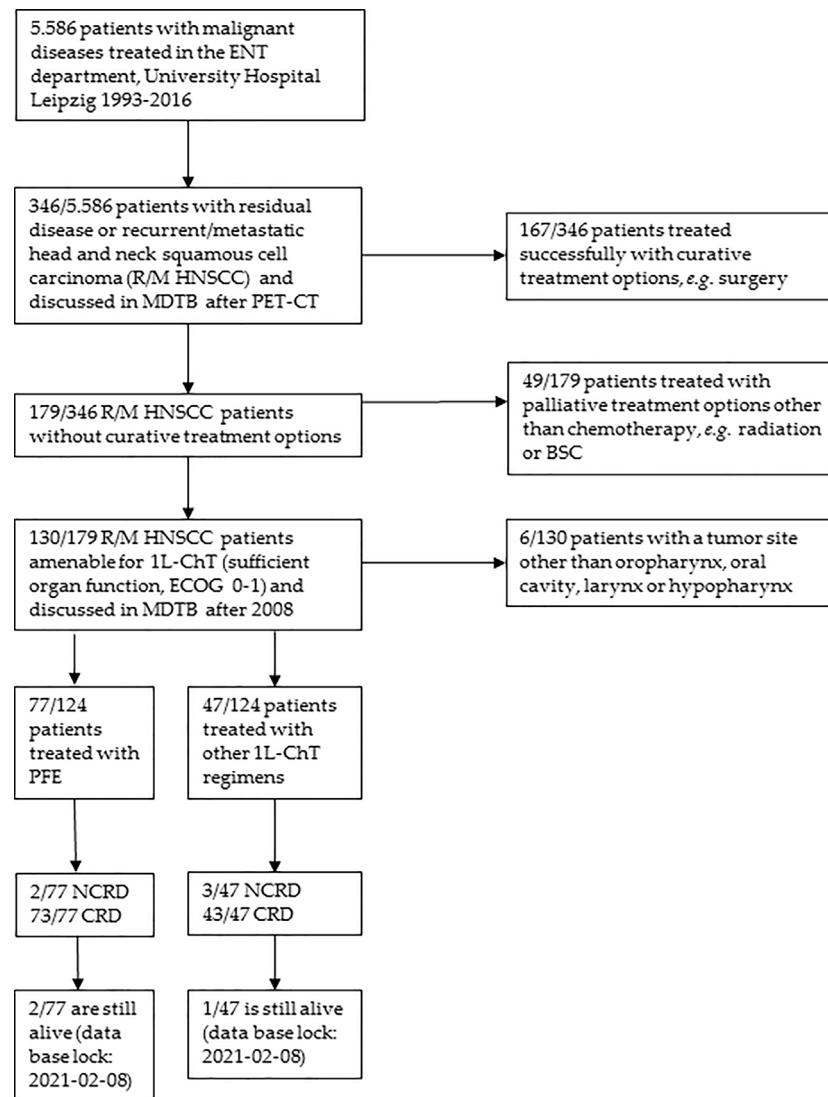 5.586 patients with malignant
diseases treated in the ENT
department, University Hospital
Leipzig 1993-2016
346/5.586 patients with residual
disease or recurrent/metastatic
head and neck squamous cell
carcinoma (R/M HNSCC) and
discussed in MDTB after PET-CT
167/346 patients treated
successfully with curative
treatment options, e.g. surgery
179/346 R/M HNSCC patients
without curative treatment options
49/179 patients treated with
palliative treatment options other
than chemotherapy, e.g. radiation
or BSC
130/179 R/M HNSCC patients
amenable for 1L-ChT (sufficient
organ function, ECOG 0-1) and
discussed in MDTB after 2008
6/130 patients with a tumor site
other than oropharynx, oral
cavity, larynx or hypopharynx
77/124
patients
treated with
PFE
47/124 patients
treated with
other 1L-ChT
regimens
2/77 NCRD
73/77 CRD
3/47 NCRD
43/47 CRD
2/77 are still
alive (data
base lock:
2021-02-08)
1/47 is still alive
(data base lock:
2021-02-08)